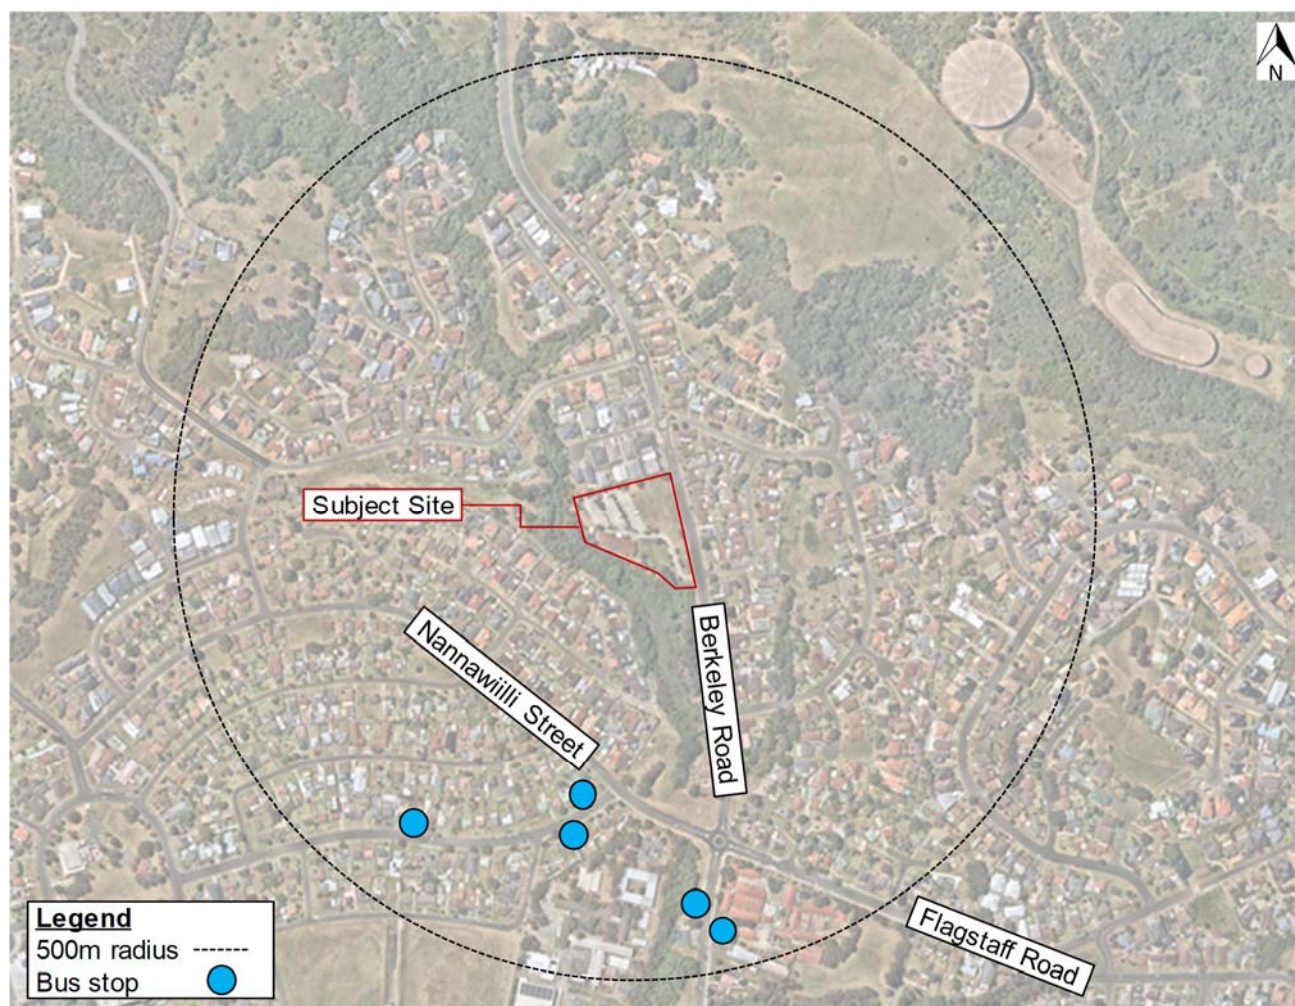 N
Subject Site
Nannawiilli Street
Berkeley Road
Flagstaff Road
Legend
500m radius
Bus stop